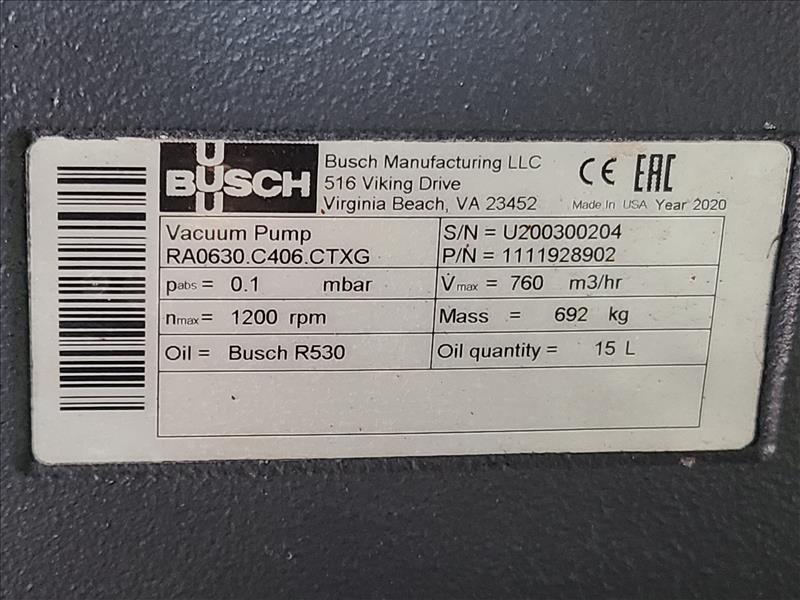 BUSCH
Busch Manufacturing LLC
516 Viking Drive
Virginia Beach, VA 23452
CE EAC
Made In USA Year 2020
Vacuum Pump
RA0630.C406.CTXG
S/N = U200300204
P/N = 1111928902
pabs = 0.1 mbar
V̇max = 760 m3/hr
nmax= 1200 rpm
Mass = 692 kg
Oil = Busch R530
Oil quantity = 15 L